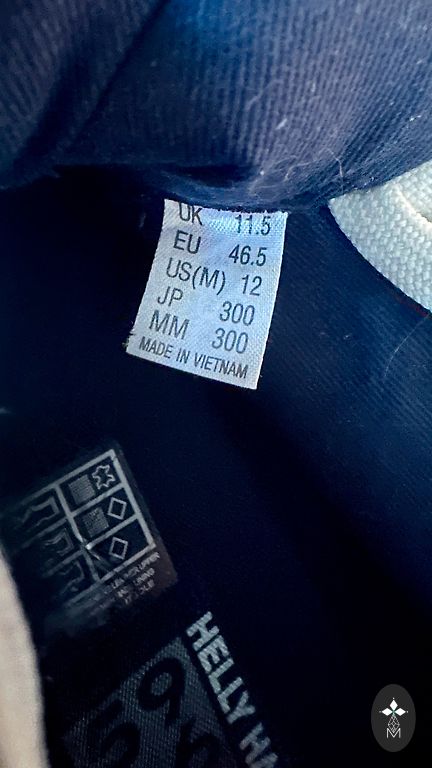 UK 11.5
EU 46.5
US(M) 12
JP 300
MM 300
MADE IN VIETNAM
HELLY HA
M